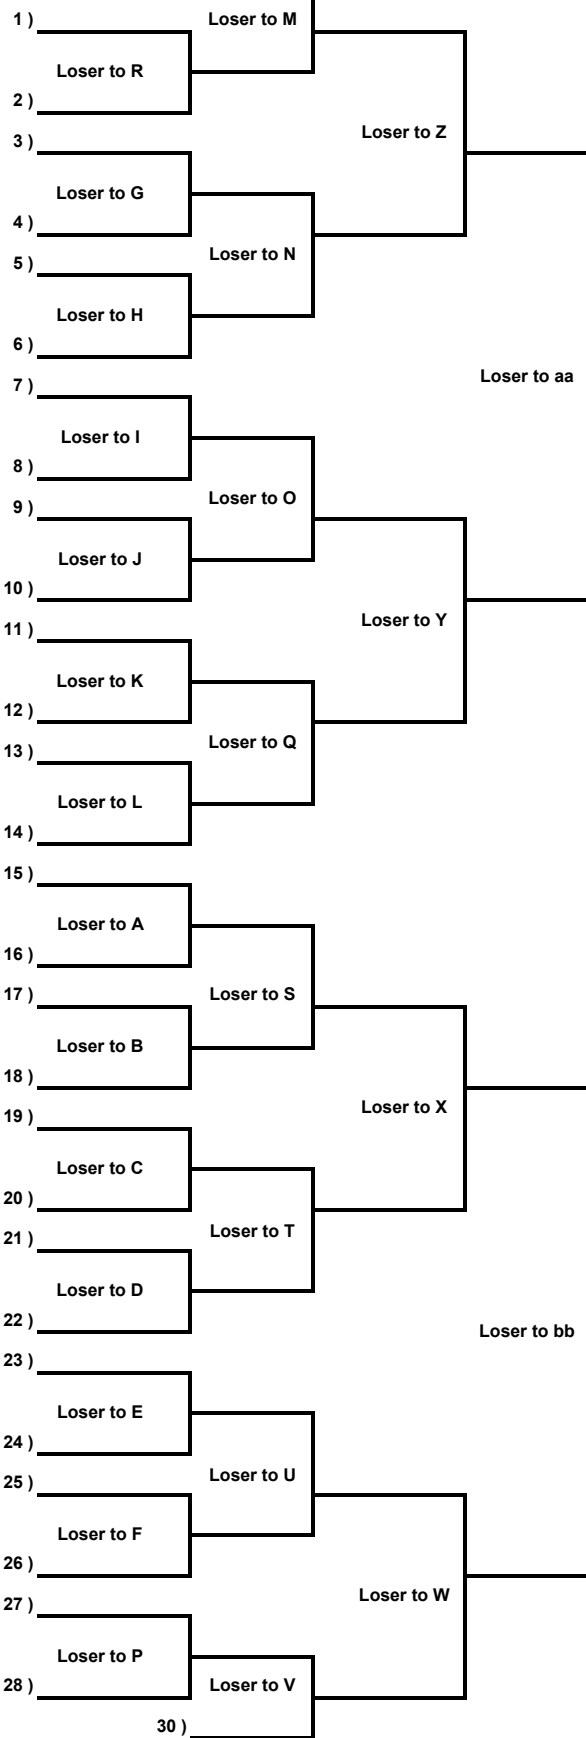 1 )
Loser to M
Loser to R
2 )
3 )
Loser to Z
Loser to G
4 )
Loser to N
5 )
Loser to H
6 )
Loser to aa
7 )
Loser to I
8 )
Loser to O
9 )
Loser to J
10 )
Loser to Y
11 )
Loser to K
12 )
Loser to Q
13 )
Loser to L
14 )
15 )
Loser to A
16 )
Loser to S
17 )
Loser to B
18 )
Loser to X
19 )
Loser to C
20 )
Loser to T
21 )
Loser to D
22 )
Loser to bb
23 )
Loser to E
24 )
Loser to U
25 )
Loser to F
26 )
Loser to W
27 )
Loser to P
28 )
Loser to V
30 )